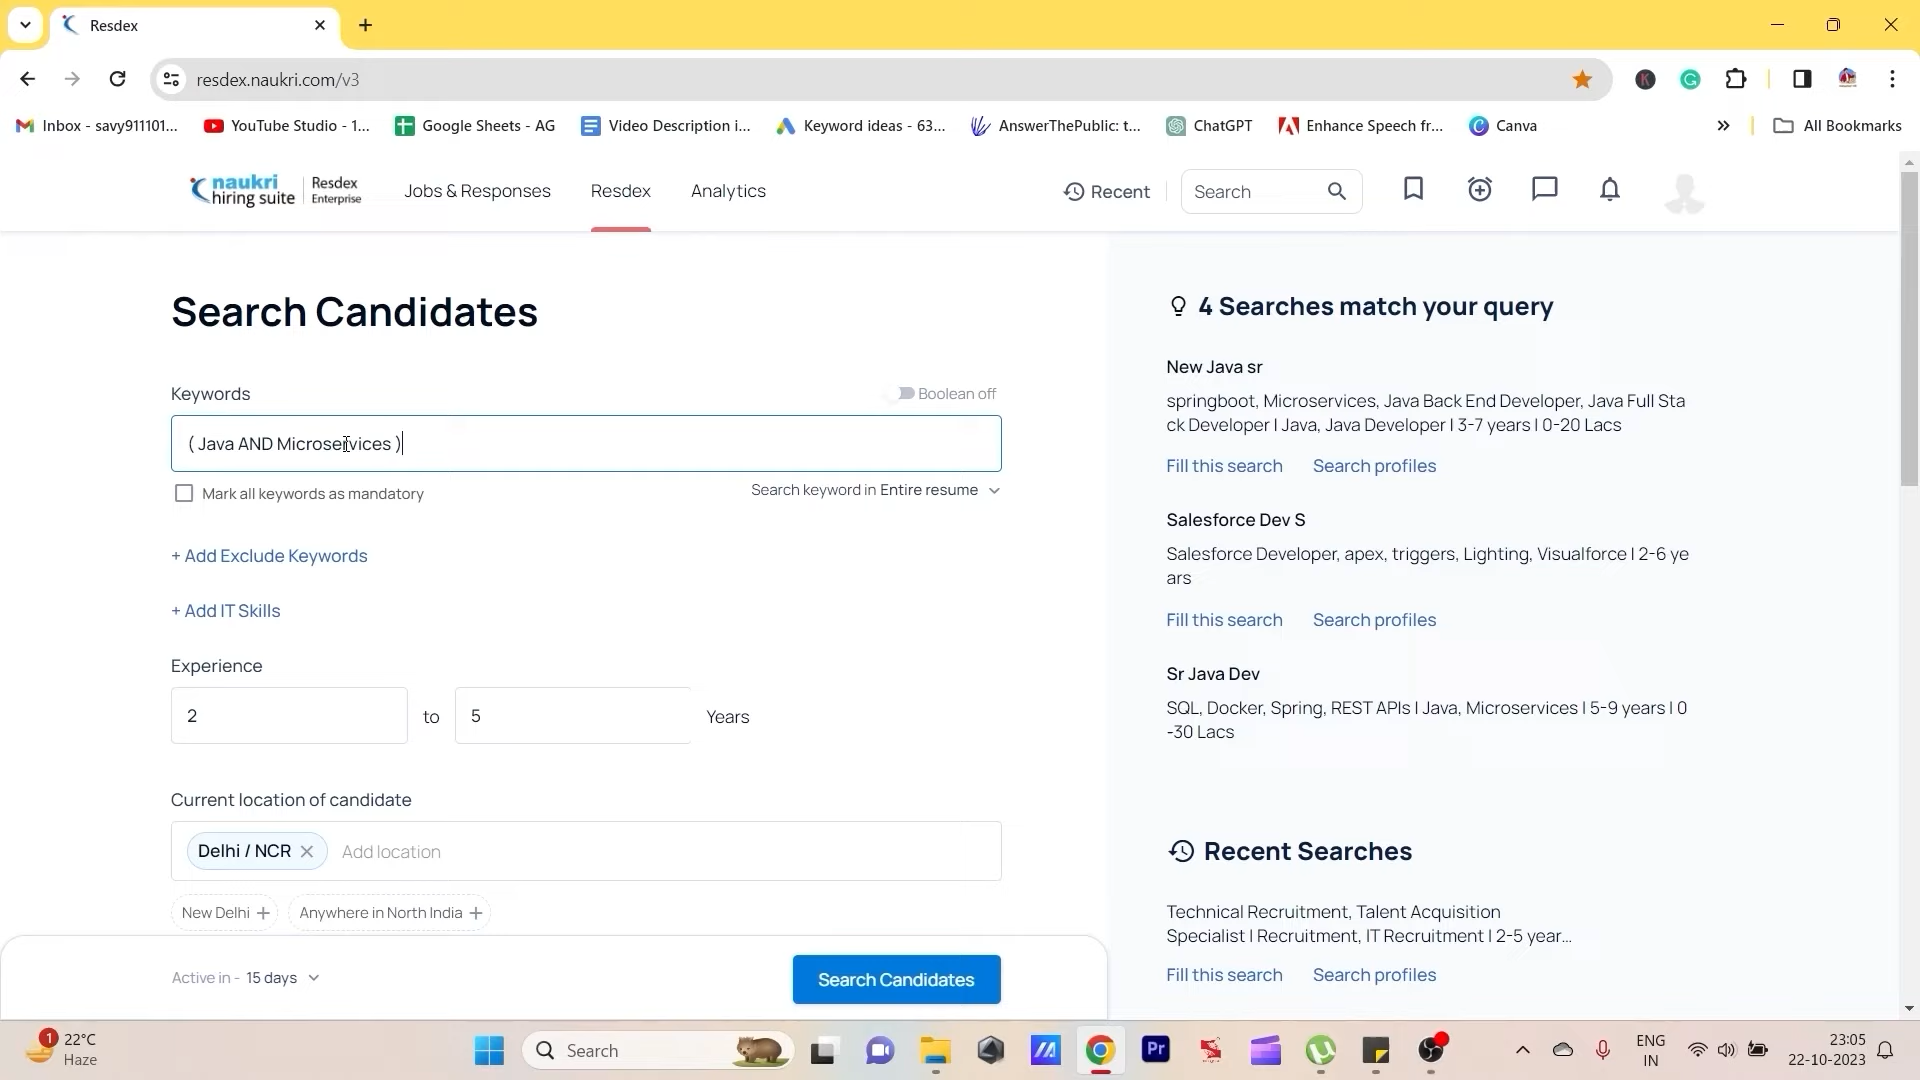 Resdex
resdex.naukri.com/v3
Inbox - savy911101...
YouTube Studio - 1...
Google Sheets - AG
Video Description i...
Keyword ideas - 63...
AnswerThePublic: t...
ChatGPT
Enhance Speech fr...
Canva
All Bookmarks
naukri
hiring suite
Resdex
Enterprise
Jobs & Responses
Resdex
Analytics
Recent
Search
Search Candidates
Keywords
Boolean off
( Java AND Microservices )
Mark all keywords as mandatory
Search keyword in Entire resume
+ Add Exclude Keywords
+ Add IT Skills
Experience
2 to 5 Years
Current location of candidate
Delhi / NCR
Add location
New Delhi +
Anywhere in North India +
Active in - 15 days
Search Candidates
4 Searches match your query
New Java sr
springboot, Microservices, Java Back End Developer, Java Full Sta
ck Developer | Java, Java Developer | 3-7 years | 0-20 Lacs
Fill this search
Search profiles
Salesforce Dev S
Salesforce Developer, apex, triggers, Lighting, Visualforce | 2-6 ye
ars
Fill this search
Search profiles
Sr Java Dev
SQL, Docker, Spring, REST APIs | Java, Microservices | 5-9 years | 0
-30 Lacs
Recent Searches
Technical Recruitment, Talent Acquisition
Specialist | Recruitment, IT Recruitment | 2-5 year...
Fill this search
Search profiles
1
22°C
Haze
Search
Pr
ENG
IN
23:05
22-10-2023